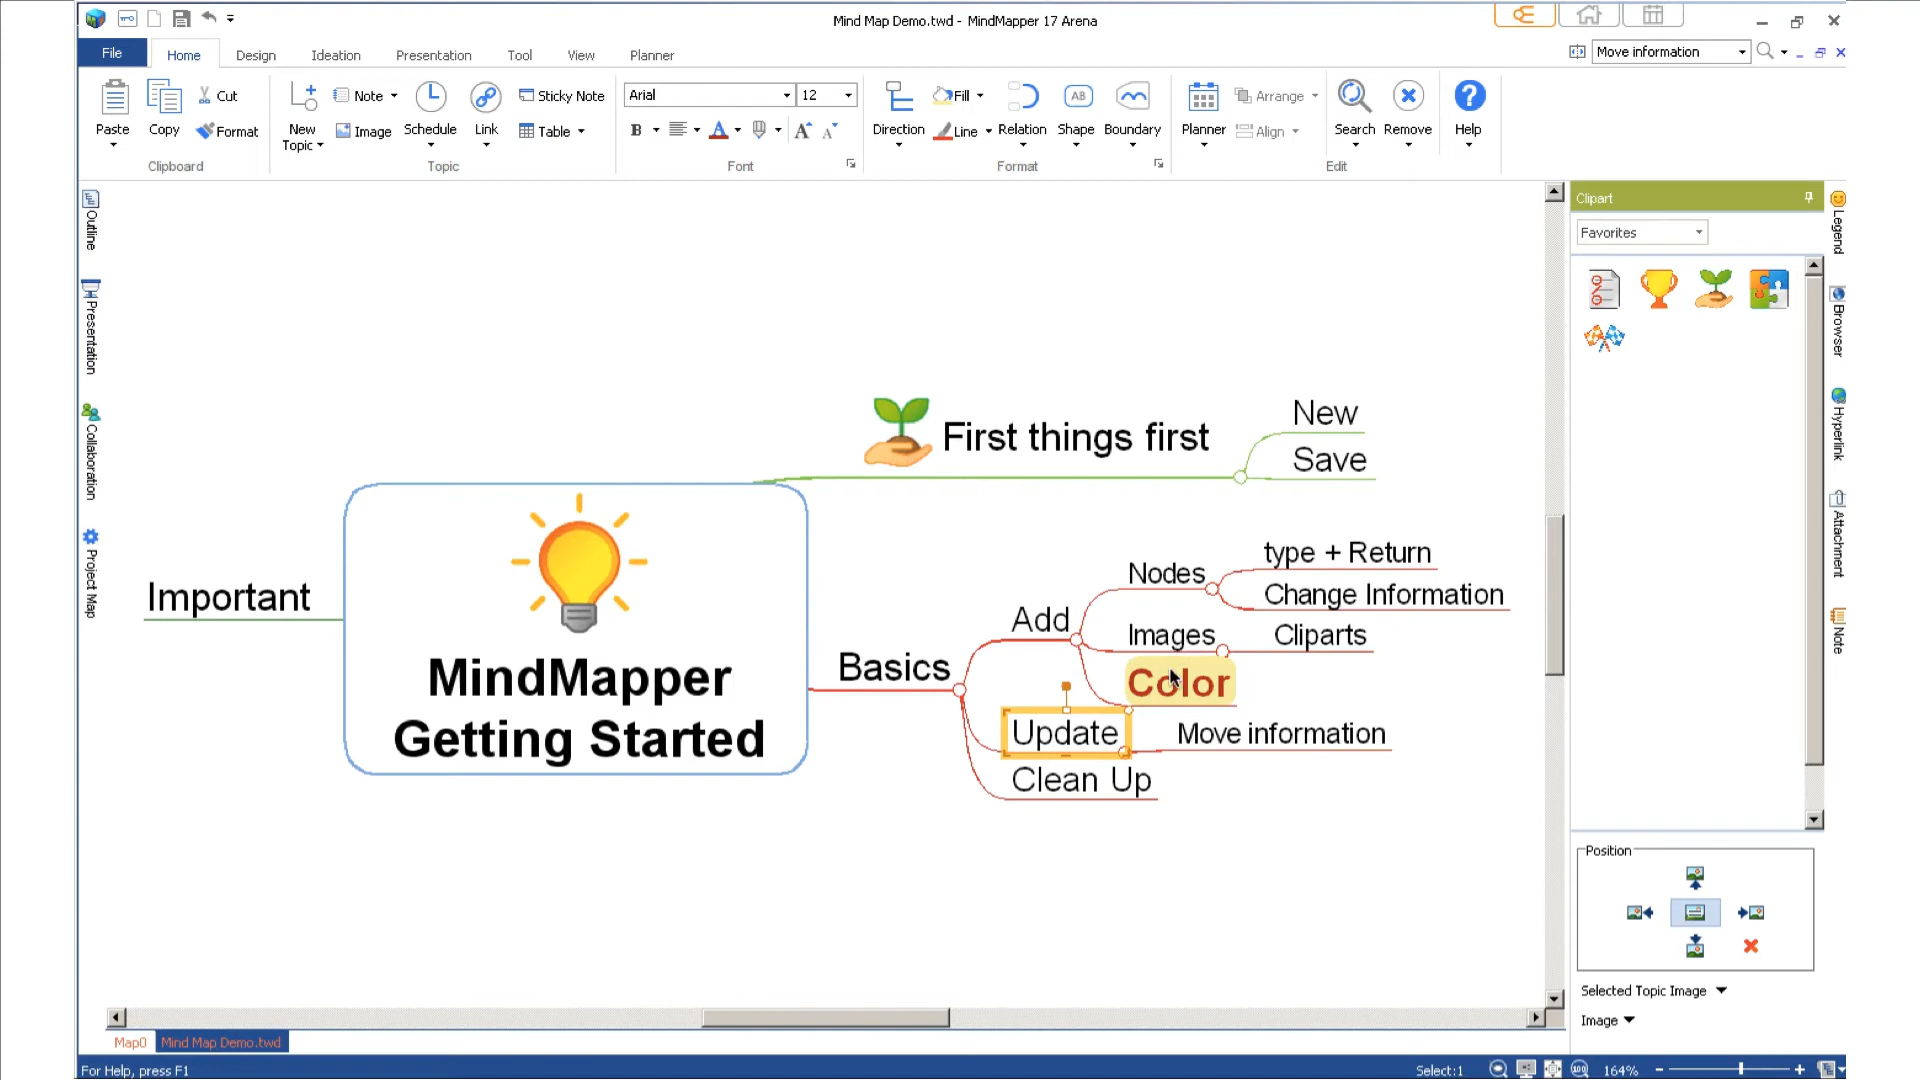 Mind Map Demo.twd - MindMapper 17 Arena
File Home Design Ideation Presentation Tool View Planner
Move information
Paste Copy Cut Format
Clipboard
New Topic Note Image Schedule Link Sticky Note Table
Topic
Arial 12
B A A A
Font
Direction Fill Line Relation Shape AB Boundary
Format
Planner Arrange Align Search Remove Help
Edit
Outline
Presentation
Collaboration
Project Map
First things first
New
Save
Important
MindMapper
Getting Started
Basics
Add
Nodes
type + Return
Change Information
Images
Cliparts
Color
Update
Move information
Clean Up
Clipart
Favorites
Position
Selected Topic Image
Image
Legend
Browser
Hyperlink
Attachment
Note
Map0 Mind Map Demo.twd
For Help, press F1
Select:1
100
164%